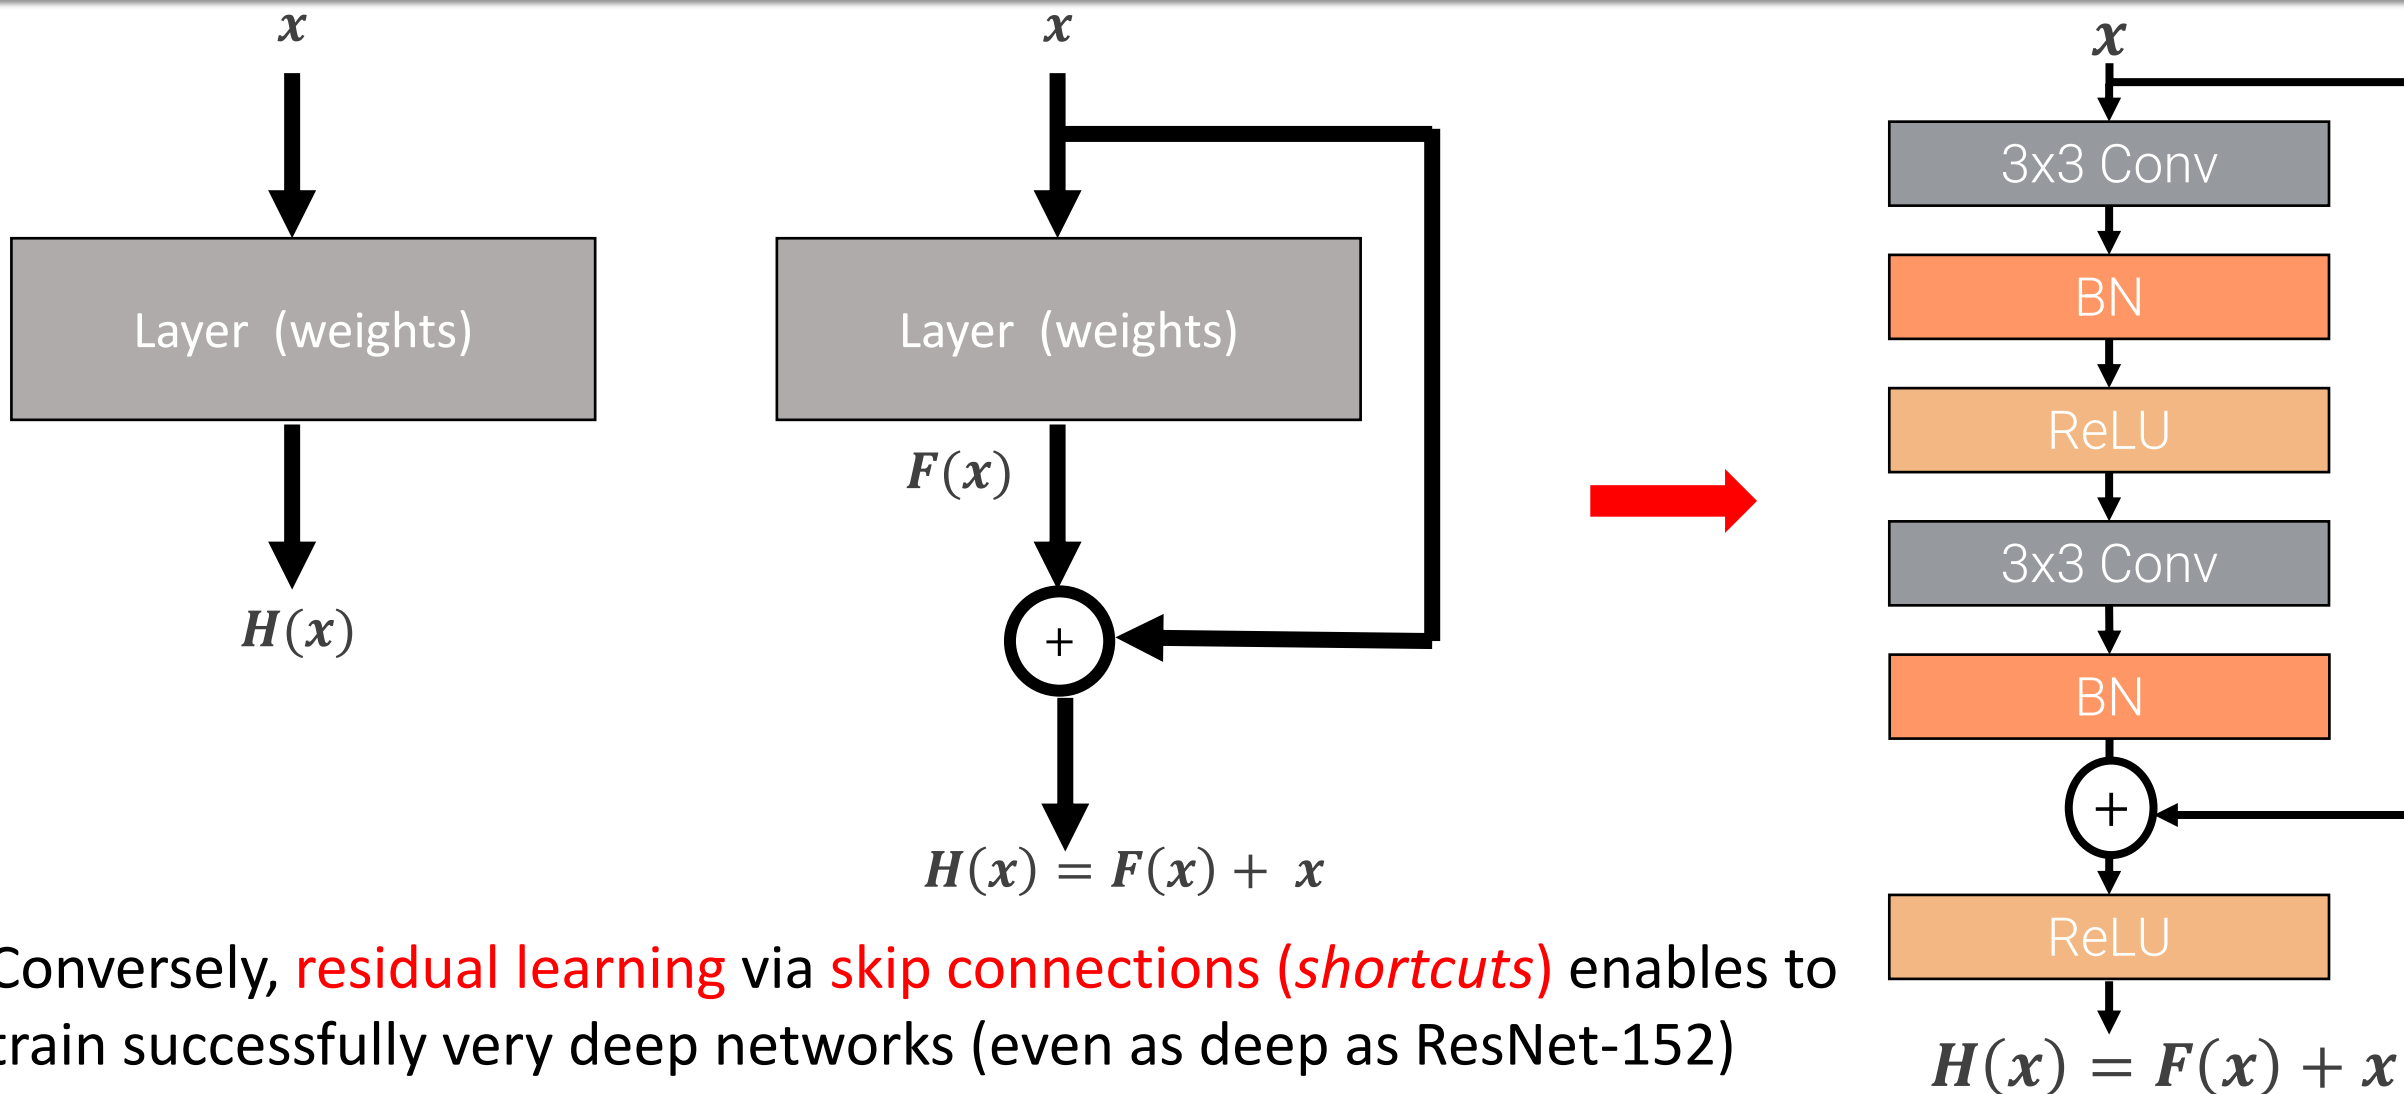 x
Layer (weights)
H(x)
x
Layer (weights)
F(x)
+
H(x) = F(x) + x
x
3x3 Conv
BN
ReLU
3x3 Conv
BN
+
ReLU
H(x) = F(x) + x
Conversely, residual learning via skip connections (shortcuts) enables to
train successfully very deep networks (even as deep as ResNet-152)